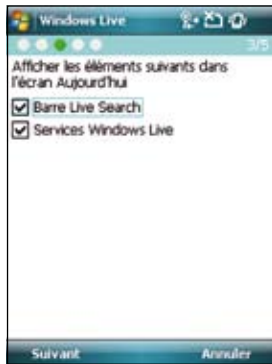 Windows Live
3/5
Afficher les éléments suivants dans
l'écran Aujourd'hui
Barre Live Search
Services Windows Live
Suivant
Annuler